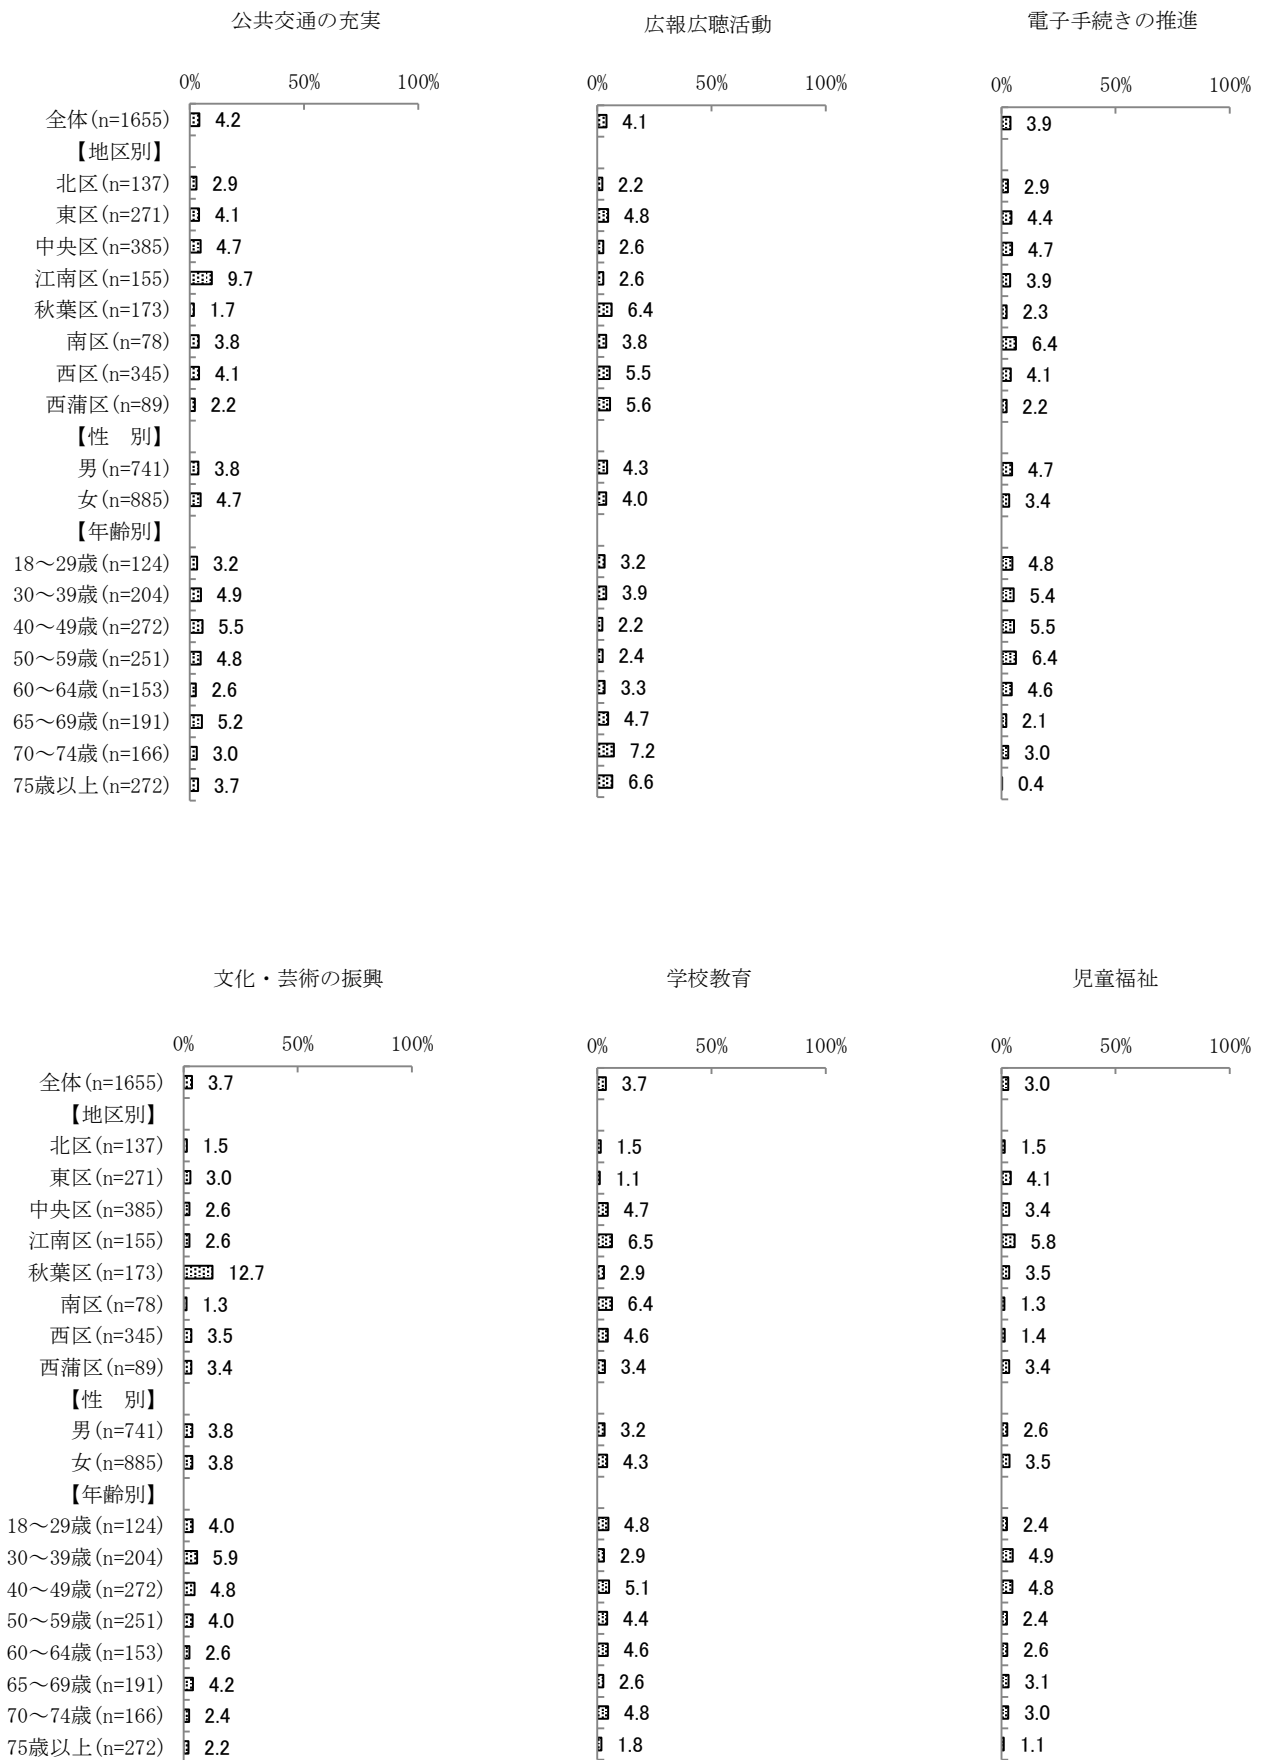 公共交通の充実 広報広聴活動 電子手続きの推進
0% 50% 100% 0% 50% 100% 0% 50% 100%
全体(n=1655) 4.2 4.1 3.9
【地区別】
北区(n=137) 2.9 2.2 2.9
東区(n=271) 4.1 4.8 4.4
中央区(n=385) 4.7 2.6 4.7
江南区(n=155) 9.7 2.6 3.9
秋葉区(n=173) 1.7 6.4 2.3
南区(n=78) 3.8 3.8 6.4
西区(n=345) 4.1 5.5 4.1
西蒲区(n=89) 2.2 5.6 2.2
【性　別】
男(n=741) 3.8 4.3 4.7
女(n=885) 4.7 4.0 3.4
【年齢別】
18～29歳(n=124) 3.2 3.2 4.8
30～39歳(n=204) 4.9 3.9 5.4
40～49歳(n=272) 5.5 2.2 5.5
50～59歳(n=251) 4.8 2.4 6.4
60～64歳(n=153) 2.6 3.3 4.6
65～69歳(n=191) 5.2 4.7 2.1
70～74歳(n=166) 3.0 7.2 3.0
75歳以上(n=272) 3.7 6.6 0.4
文化・芸術の振興 学校教育 児童福祉
0% 50% 100% 0% 50% 100% 0% 50% 100%
全体(n=1655) 3.7 3.7 3.0
【地区別】
北区(n=137) 1.5 1.5 1.5
東区(n=271) 3.0 1.1 4.1
中央区(n=385) 2.6 4.7 3.4
江南区(n=155) 2.6 6.5 5.8
秋葉区(n=173) 12.7 2.9 3.5
南区(n=78) 1.3 6.4 1.3
西区(n=345) 3.5 4.6 1.4
西蒲区(n=89) 3.4 3.4 3.4
【性　別】
男(n=741) 3.8 3.2 2.6
女(n=885) 3.8 4.3 3.5
【年齢別】
18～29歳(n=124) 4.0 4.8 2.4
30～39歳(n=204) 5.9 2.9 4.9
40～49歳(n=272) 4.8 5.1 4.8
50～59歳(n=251) 4.0 4.4 2.4
60～64歳(n=153) 2.6 4.6 2.6
65～69歳(n=191) 4.2 2.6 3.1
70～74歳(n=166) 2.4 4.8 3.0
75歳以上(n=272) 2.2 1.8 1.1